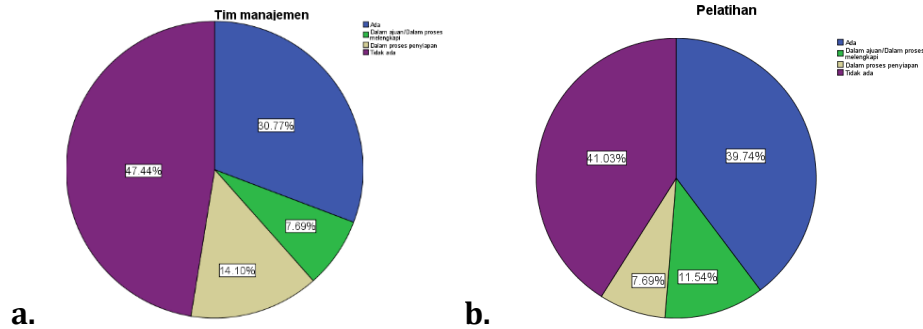 Tim manajemen
Ada
Dalam ajuan/Dalam proses
melengkapi
Dalam proses penyiapan
Tidak ada
30.77%
47.44%
7.69%
14.10%
a.
Pelatihan
Ada
Dalam ajuan/Dalam proses
melengkapi
Dalam proses penyiapan
Tidak ada
41.03%
39.74%
7.69%
11.54%
b.